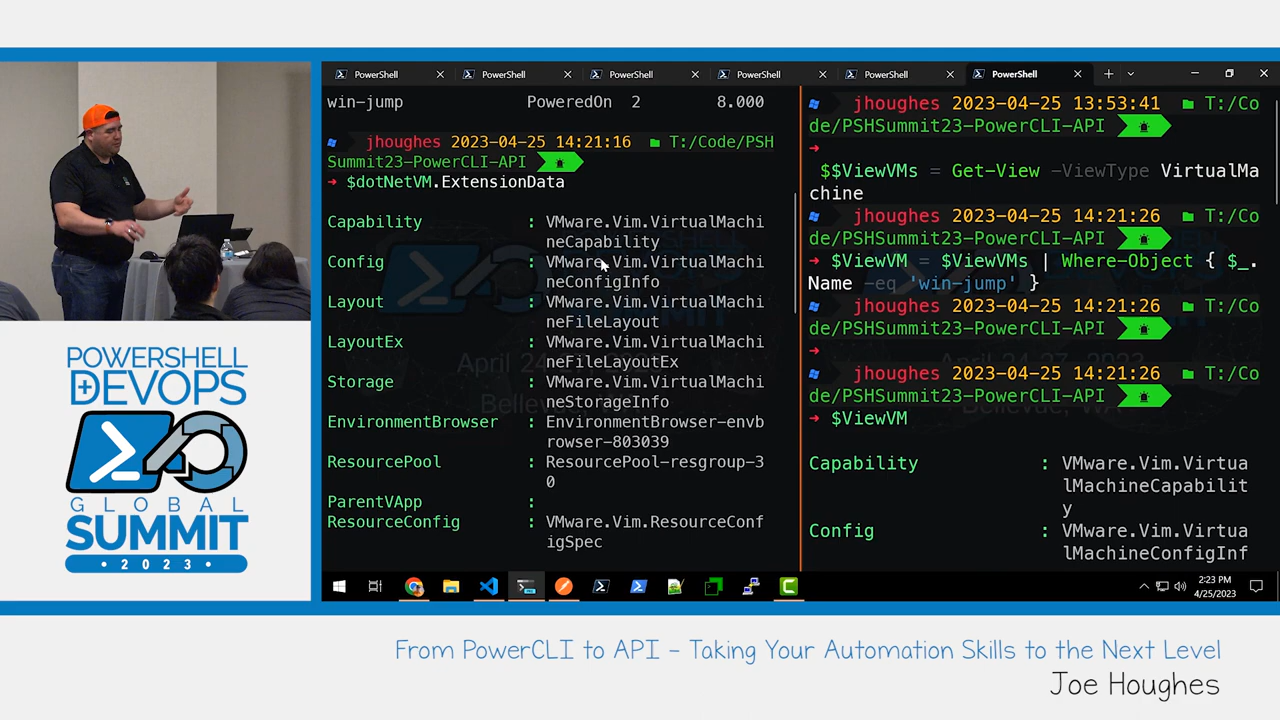 PowerShell
PowerShell
PowerShell
PowerShell
PowerShell
PowerShell
win-jump PoweredOn 2 8.000
jhoughes 2023-04-25 14:21:16 T:/Code/PSH
Summit23-PowerCLI-API
➜ $dotNetVM.ExtensionData
Capability : VMware.Vim.VirtualMachi
neCapability
Config : VMware.Vim.VirtualMachi
neConfigInfo
Layout : VMware.Vim.VirtualMachi
neFileLayout
LayoutEx : VMware.Vim.VirtualMachi
neFileLayoutEx
Storage : VMware.Vim.VirtualMachi
neStorageInfo
EnvironmentBrowser : EnvironmentBrowser-envb
rowser-803039
ResourcePool : ResourcePool-resgroup-3
0
ParentVApp :
ResourceConfig : VMware.Vim.ResourceConf
igSpec
jhoughes 2023-04-25 13:53:41 T:/Co
de/PSHSummit23-PowerCLI-API
➜
$$ViewVMs = Get-View -ViewType VirtualMa
chine
jhoughes 2023-04-25 14:21:26 T:/Co
de/PSHSummit23-PowerCLI-API
➜ $ViewVM = $ViewVMs | Where-Object { $_.
Name -eq 'win-jump' }
jhoughes 2023-04-25 14:21:26 T:/Co
de/PSHSummit23-PowerCLI-API
➜
jhoughes 2023-04-25 14:21:26 T:/Co
de/PSHSummit23-PowerCLI-API
➜ $ViewVM
Capability : VMware.Vim.Virtua
lMachineCapabilit
y
Config : VMware.Vim.Virtua
lMachineConfigInf
2:23 PM
4/25/2023
POWERSHELL
+DEVOPS
GLOBAL
SUMMIT
• 2023 •
From PowerCLI to API - Taking Your Automation Skills to the Next Level
Joe Houghes